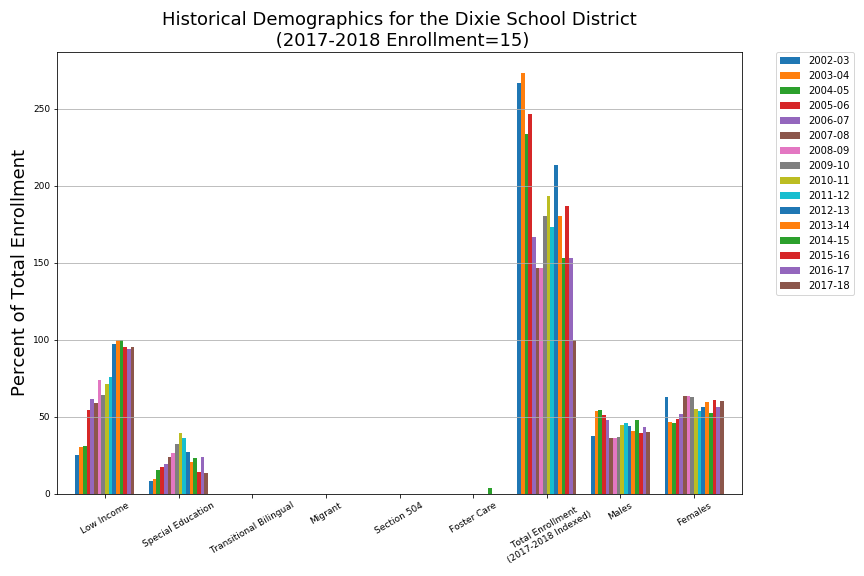 Historical Demographics for the Dixie School District
(2017-2018 Enrollment=15)
Percent of Total Enrollment
250
200
150
100
50
0
Low Income
Special Education
Transitional Bilingual
Migrant
Section 504
Foster Care
Total Enrollment
(2017-2018 Indexed)
Males
Females
2002-03
2003-04
2004-05
2005-06
2006-07
2007-08
2008-09
2009-10
2010-11
2011-12
2012-13
2013-14
2014-15
2015-16
2016-17
2017-18